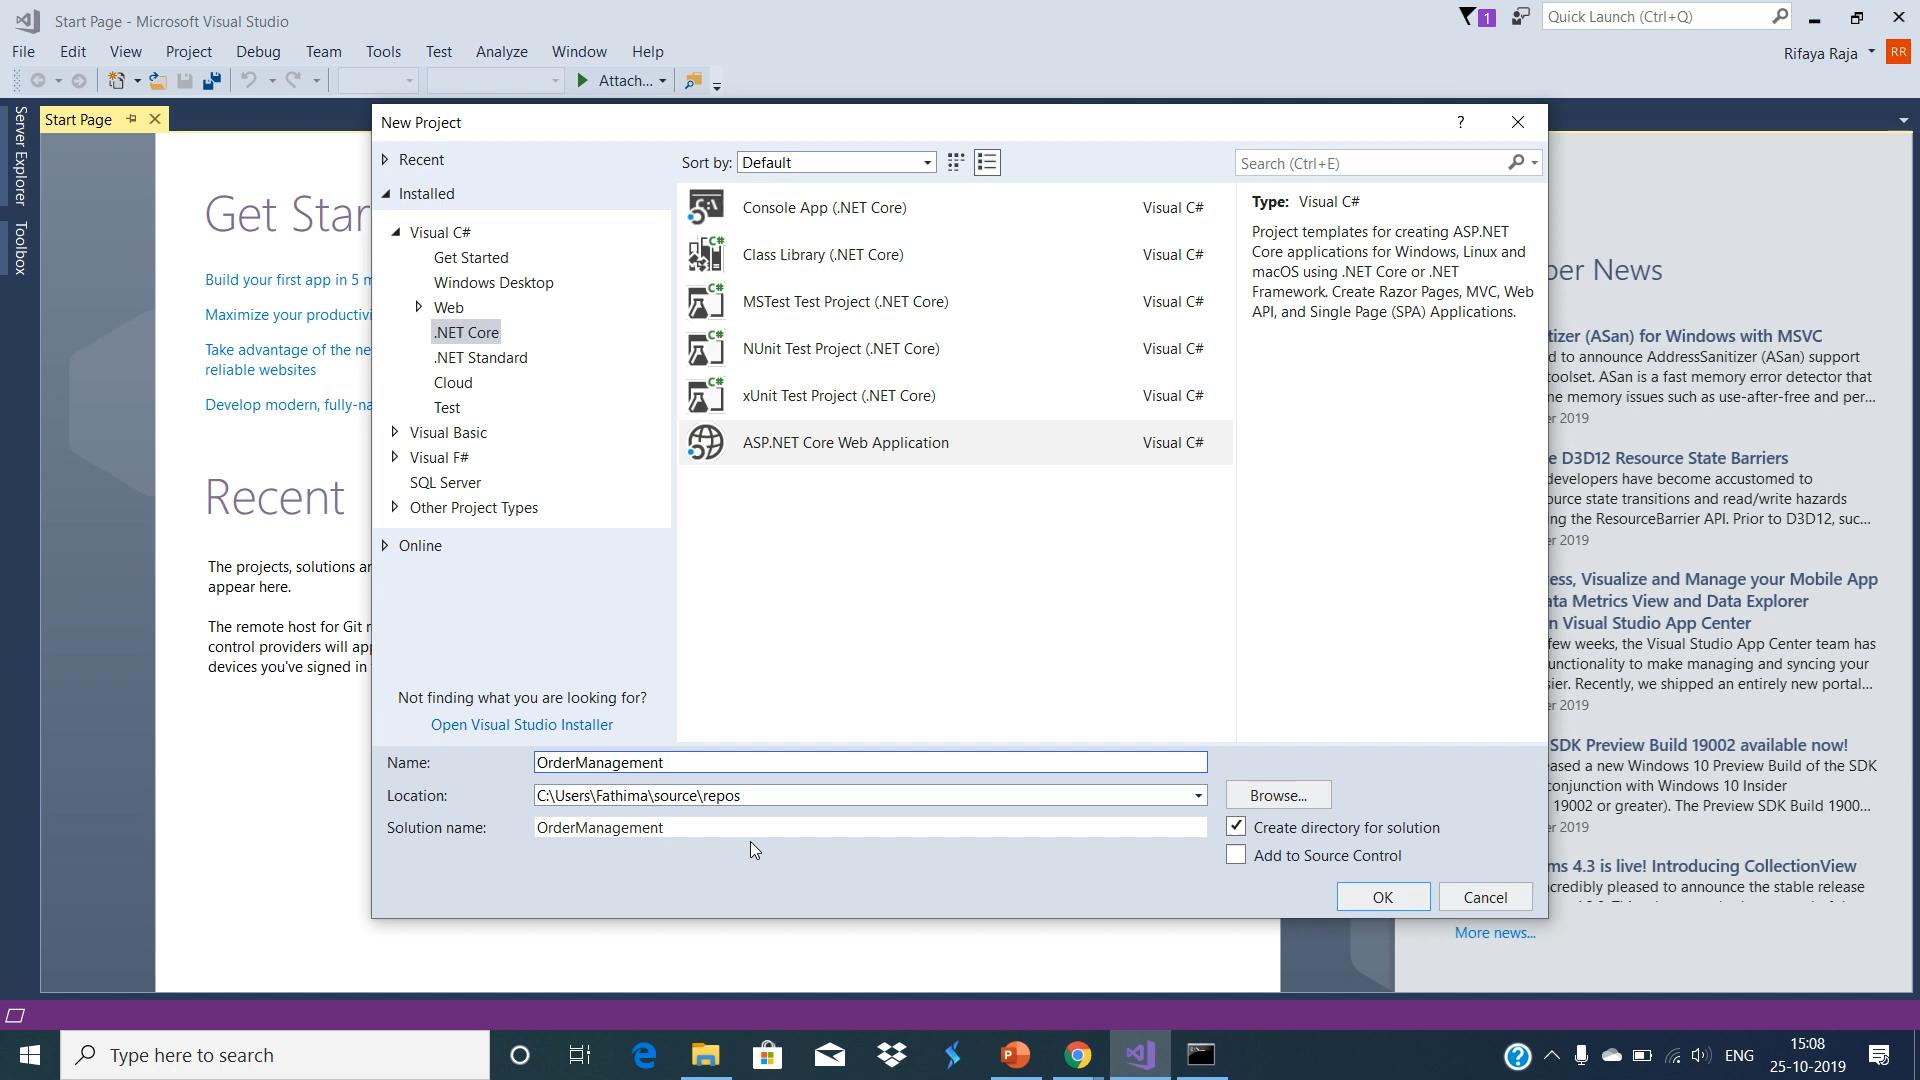 Start Page - Microsoft Visual Studio
1
Quick Launch (Ctrl+Q)
File Edit View Project Debug Team Tools Test Analyze Window Help
Rifaya Raja RR
Attach...
Server Explorer
Toolbox
Start Page
Get Star
Build your first app in 5 m
Maximize your productivi
Take advantage of the ne
reliable websites
Develop modern, fully-na
Recent
The projects, solutions ar
appear here.
The remote host for Git r
control providers will app
devices you've signed in
New Project
?
Recent
Installed
Visual C#
Get Started
Windows Desktop
Web
.NET Core
.NET Standard
Cloud
Test
Visual Basic
Visual F#
SQL Server
Other Project Types
Online
Not finding what you are looking for?
Open Visual Studio Installer
Sort by: Default
Search (Ctrl+E)
Console App (.NET Core) Visual C#
Class Library (.NET Core) Visual C#
MSTest Test Project (.NET Core) Visual C#
NUnit Test Project (.NET Core) Visual C#
xUnit Test Project (.NET Core) Visual C#
ASP.NET Core Web Application Visual C#
Type: Visual C#
Project templates for creating ASP.NET
Core applications for Windows, Linux and
macOS using .NET Core or .NET
Framework. Create Razor Pages, MVC, Web
API, and Single Page (SPA) Applications.
Name: OrderManagement
Location: C:\Users\Fathima\source\repos
Browse...
Solution name: OrderManagement
Create directory for solution
Add to Source Control
OK Cancel
per News
tizer (ASan) for Windows with MSVC
d to announce AddressSanitizer (ASan) support
toolset. ASan is a fast memory error detector that
ne memory issues such as use-after-free and per...
er 2019
e D3D12 Resource State Barriers
developers have become accustomed to
ource state transitions and read/write hazards
ng the ResourceBarrier API. Prior to D3D12, suc...
er 2019
ess, Visualize and Manage your Mobile App
ata Metrics View and Data Explorer
n Visual Studio App Center
few weeks, the Visual Studio App Center team has
unctionality to make managing and syncing your
sier. Recently, we shipped an entirely new portal...
er 2019
SDK Preview Build 19002 available now!
eased a new Windows 10 Preview Build of the SDK
conjunction with Windows 10 Insider
19002 or greater). The Preview SDK Build 1900...
er 2019
ms 4.3 is live! Introducing CollectionView
credibly pleased to announce the stable release
More news...
Type here to search
ENG
15:08
25-10-2019